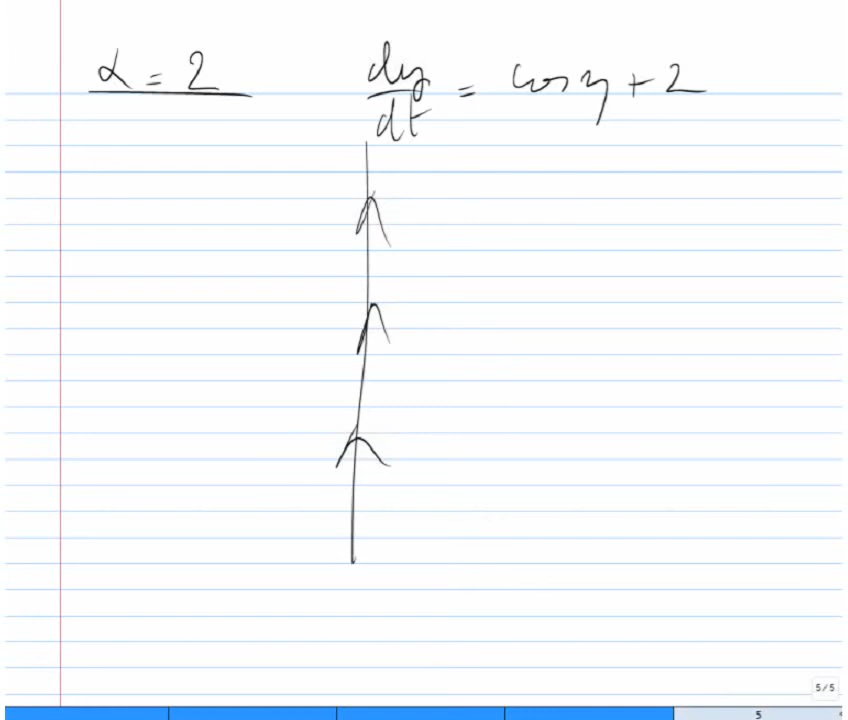 α = 2
dy/dt = cos y + 2
5/5
5